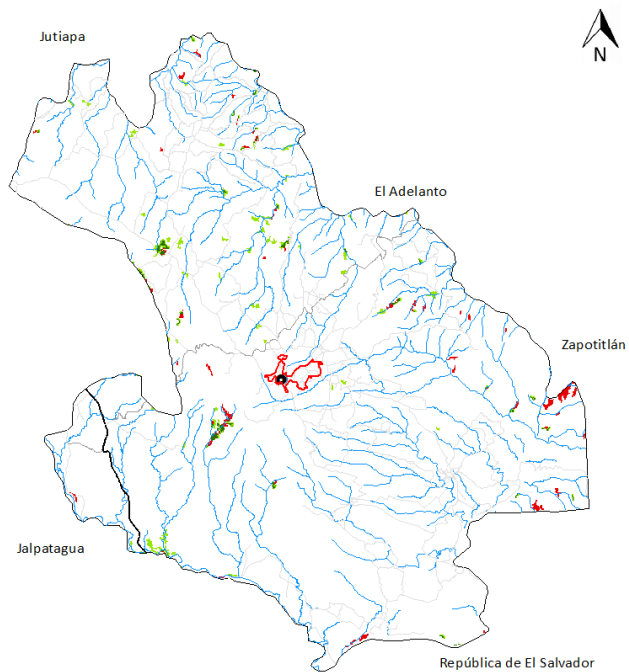 Jutiapa
N
El Adelanto
Zapotitlán
Jalpatagua
República de El Salvador